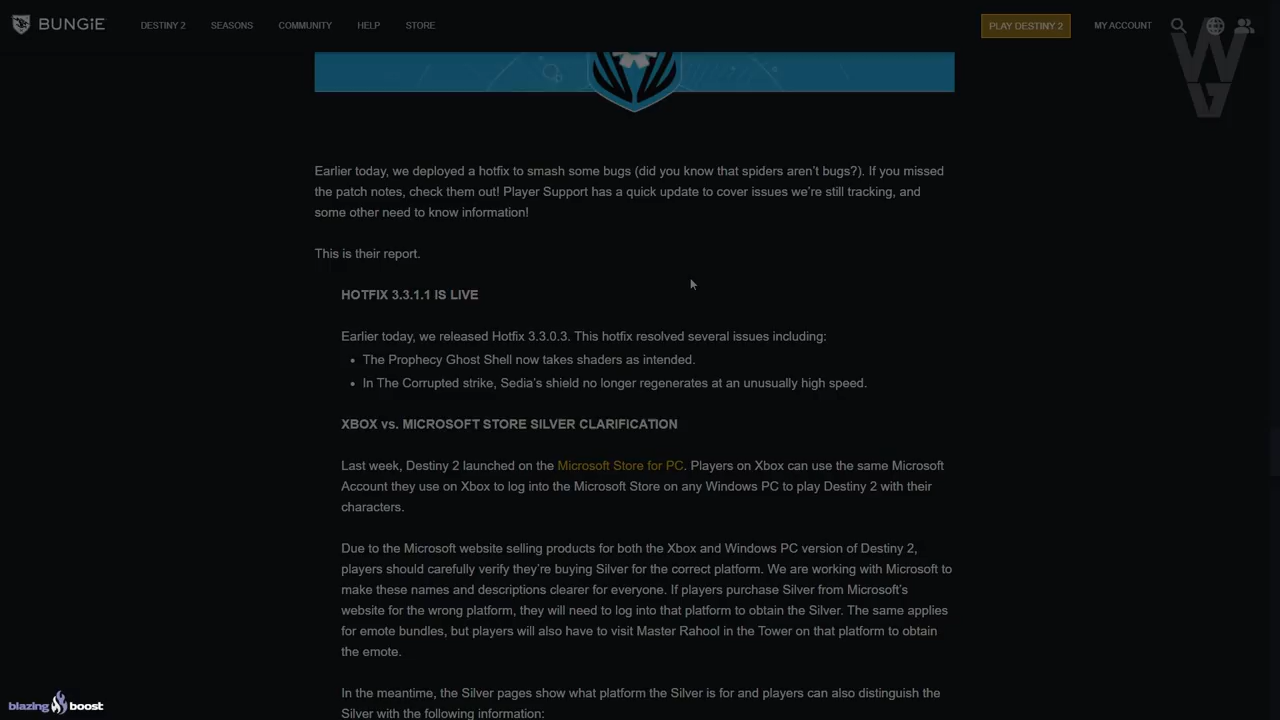 BUNGiE DESTINY 2 SEASONS COMMUNITY HELP STORE PLAY DESTINY 2 MY ACCOUNT
Earlier today, we deployed a hotfix to smash some bugs (did you know that spiders aren't bugs?). If you missed
the patch notes, check them out! Player Support has a quick update to cover issues we're still tracking, and
some other need to know information!
This is their report.
HOTFIX 3.3.1.1 IS LIVE
Earlier today, we released Hotfix 3.3.0.3. This hotfix resolved several issues including:
• The Prophecy Ghost Shell now takes shaders as intended.
• In The Corrupted strike, Sedia's shield no longer regenerates at an unusually high speed.
XBOX vs. MICROSOFT STORE SILVER CLARIFICATION
Last week, Destiny 2 launched on the Microsoft Store for PC. Players on Xbox can use the same Microsoft
Account they use on Xbox to log into the Microsoft Store on any Windows PC to play Destiny 2 with their
characters.
Due to the Microsoft website selling products for both the Xbox and Windows PC version of Destiny 2,
players should carefully verify they're buying Silver for the correct platform. We are working with Microsoft to
make these names and descriptions clearer for everyone. If players purchase Silver from Microsoft's
website for the wrong platform, they will need to log into that platform to obtain the Silver. The same applies
for emote bundles, but players will also have to visit Master Rahool in the Tower on that platform to obtain
the emote.
In the meantime, the Silver pages show what platform the Silver is for and players can also distinguish the
Silver with the following information:
blazing boost